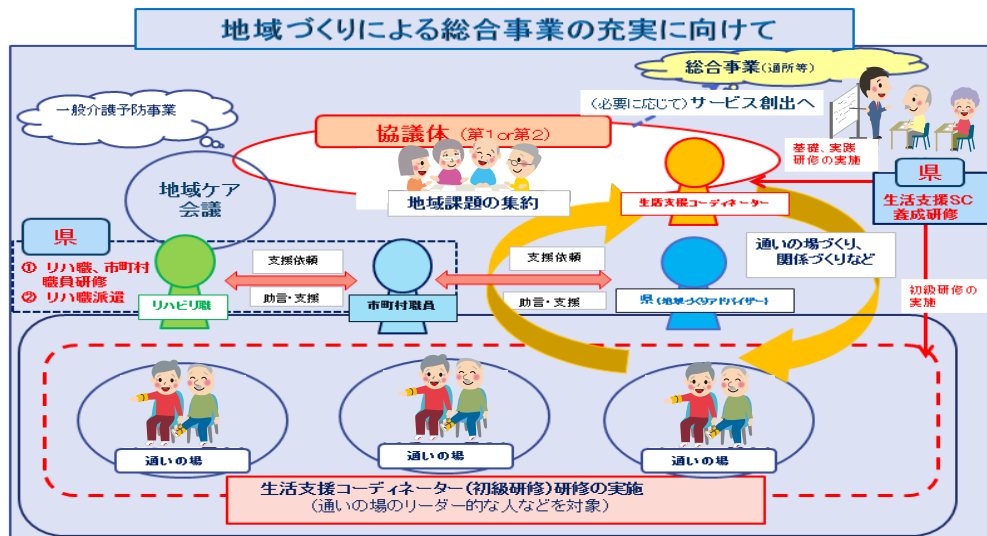 地域づくりによる総合事業の充実に向けて
総合事業(通所等)
(必要に応じて)サービス創出へ
一般介護予防事業
協議体(第1or第2)
基礎、実践
研修の実施
地域ケア
会議
地域課題の集約
生活支援コーディネーター
県
生活支援SC
養成研修
県
① リハ職、市町村
職員研修
② リハ職派遣
支援依頼
助言・支援
支援依頼
助言・支援
通いの場づくり、
関係づくりなど
初級研修の
実施
リハビリ職
市町村職員
県(地域づくりアドバイザー)
通いの場
通いの場
通いの場
生活支援コーディネーター(初級研修)研修の実施
(通いの場のリーダー的な人などを対象)